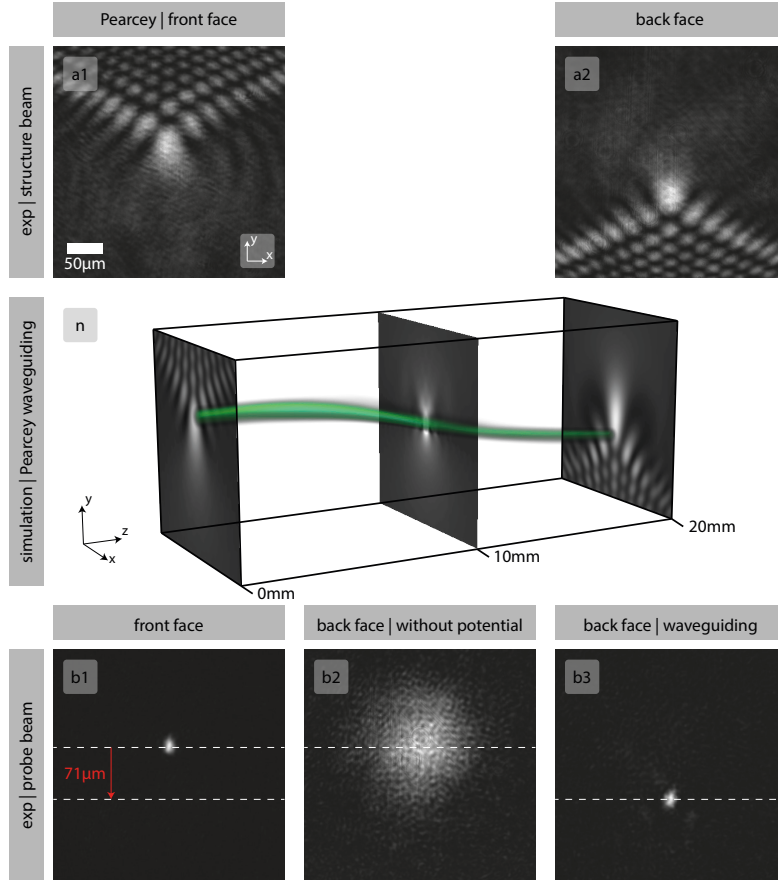 Pearcey | front face
back face
exp | structure beam
a1
a2
50µm
y
x
simulation | Pearcey waveguiding
n
y
z
x
0mm
10mm
20mm
front face
back face | without potential
back face | waveguiding
exp | probe beam
b1
b2
b3
71µm